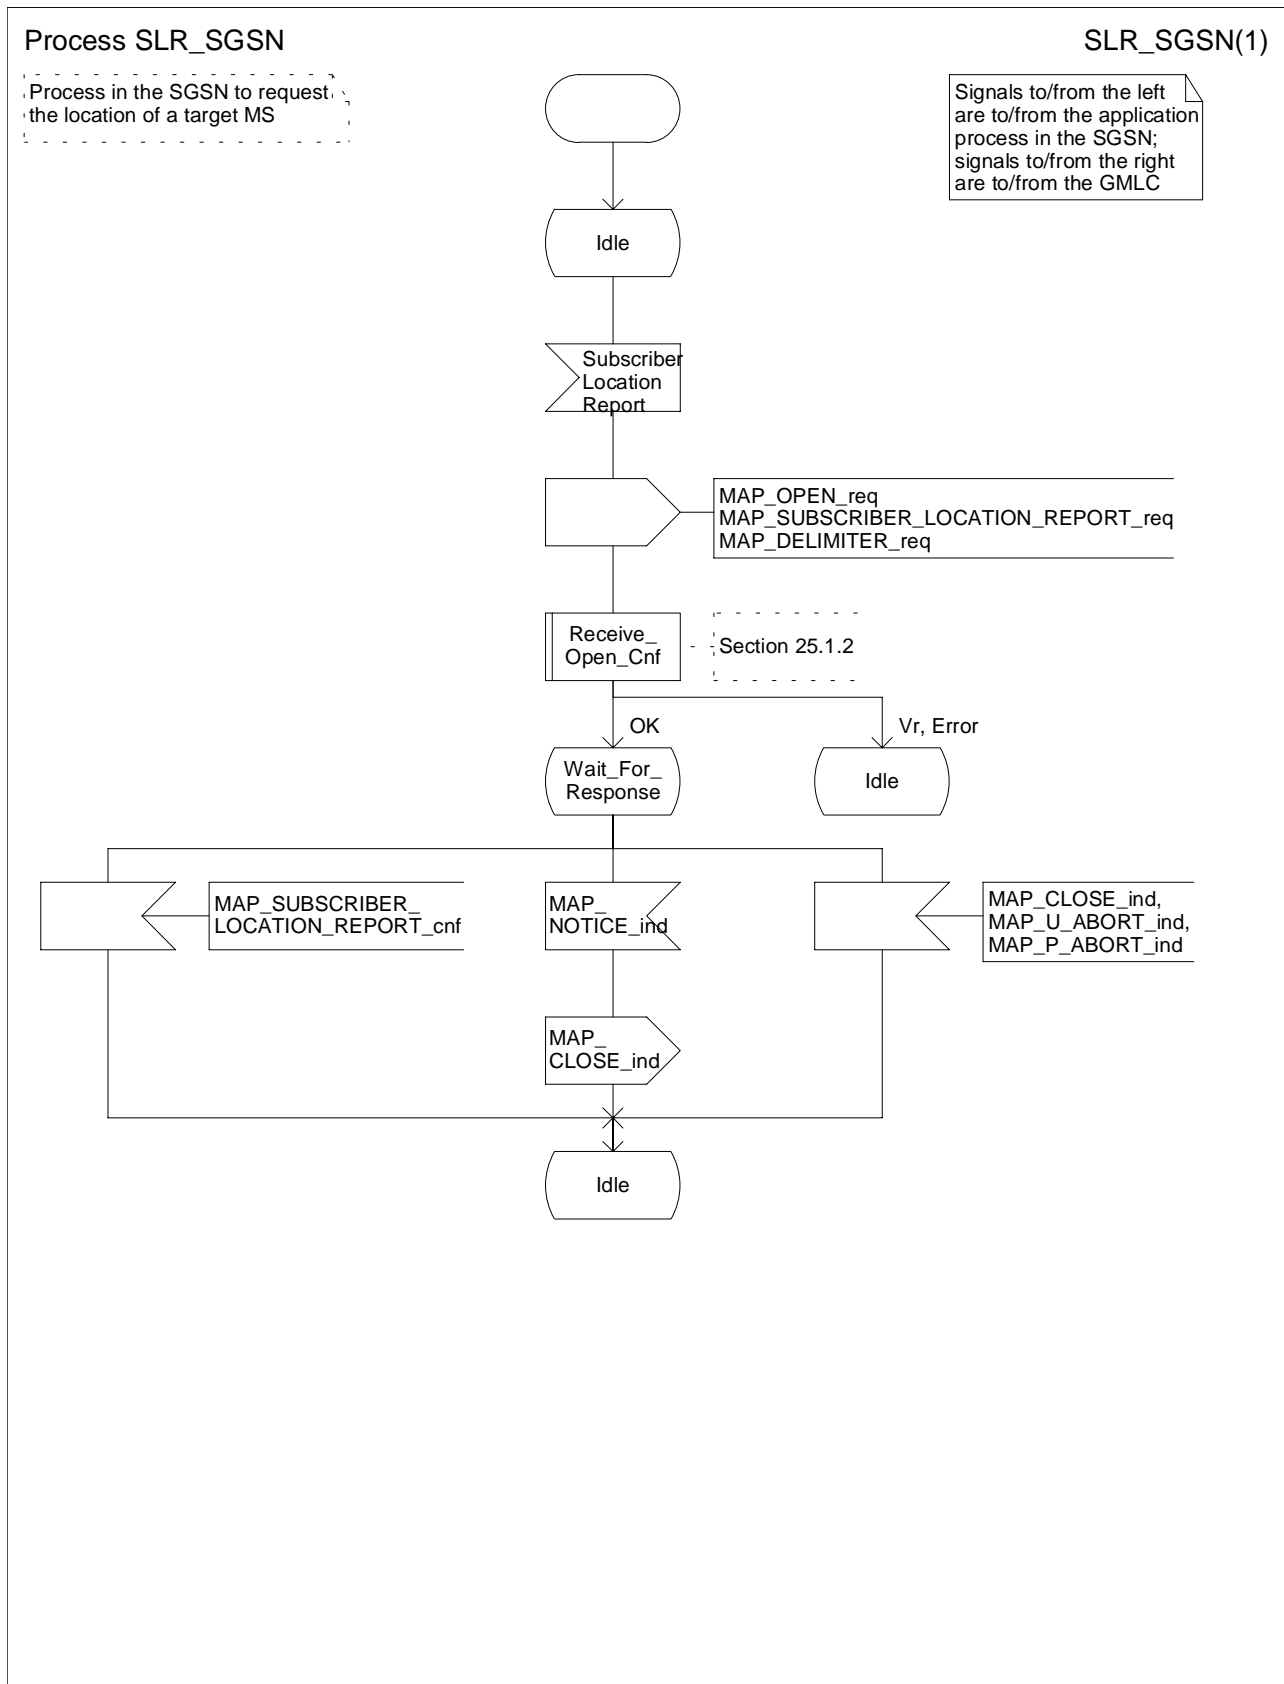 Process SLR_SGSN
SLR_SGSN(1)
Process in the SGSN to request
the location of a target MS
Signals to/from the left
are to/from the application
process in the SGSN;
signals to/from the right
are to/from the GMLC
Idle
Subscriber
Location
Report
MAP_OPEN_req
MAP_SUBSCRIBER_LOCATION_REPORT_req
MAP_DELIMITER_req
Receive_
Open_Cnf
Section 25.1.2
OK
Vr, Error
Wait_For_
Response
Idle
MAP_SUBSCRIBER_
LOCATION_REPORT_cnf
MAP_
NOTICE_ind
MAP_CLOSE_ind,
MAP_U_ABORT_ind,
MAP_P_ABORT_ind
MAP_
CLOSE_ind
Idle